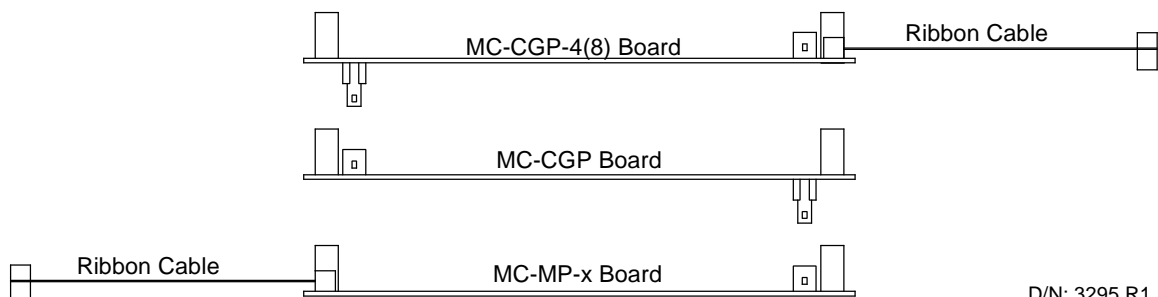 MC-CGP-4(8) Board
Ribbon Cable
MC-CGP Board
Ribbon Cable
MC-MP-x Board
D/N: 3295 R1